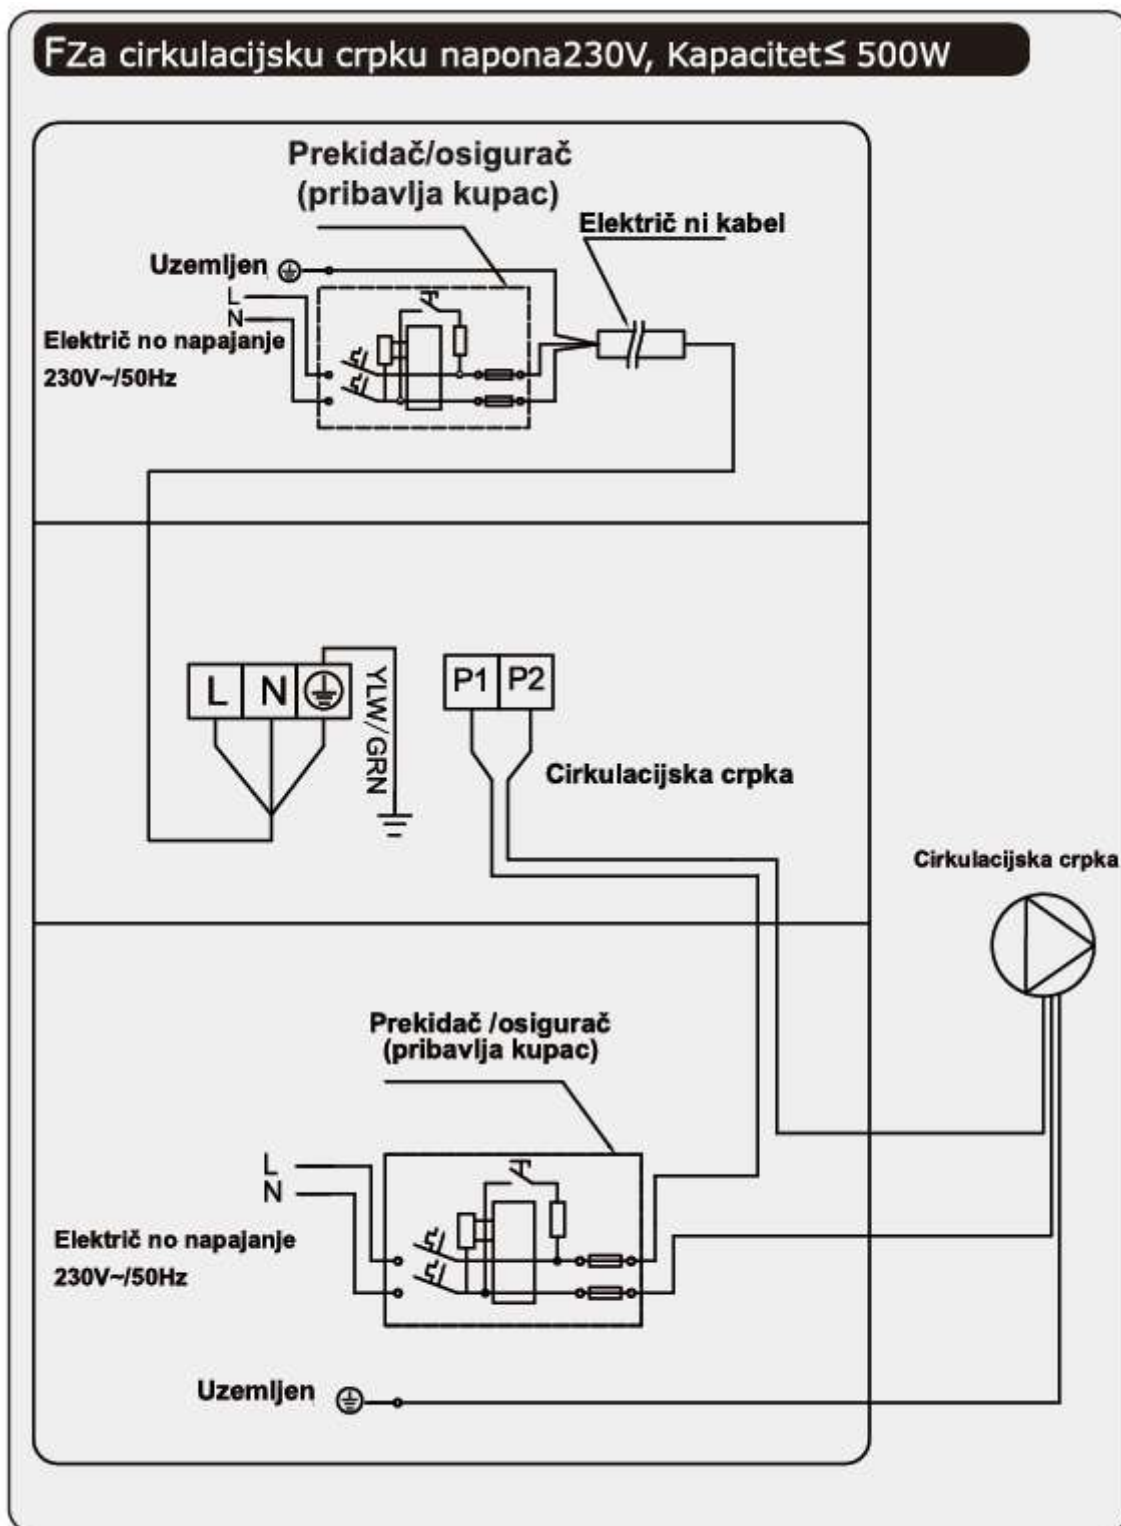 FZa cirkulacijsku crpku napona230V, Kapacitet≤ 500W
Prekidač/osigurač
(pribavlja kupac)
Električ ni kabel
Uzemljen
L
N
Električ no napajanje
230V~/50Hz
L N
YLW/GRN
P1 P2
Cirkulacijska crpka
Cirkulacijska crpka
Prekidač /osigurač
(pribavlja kupac)
L
N
Električ no napajanje
230V~/50Hz
Uzemljen